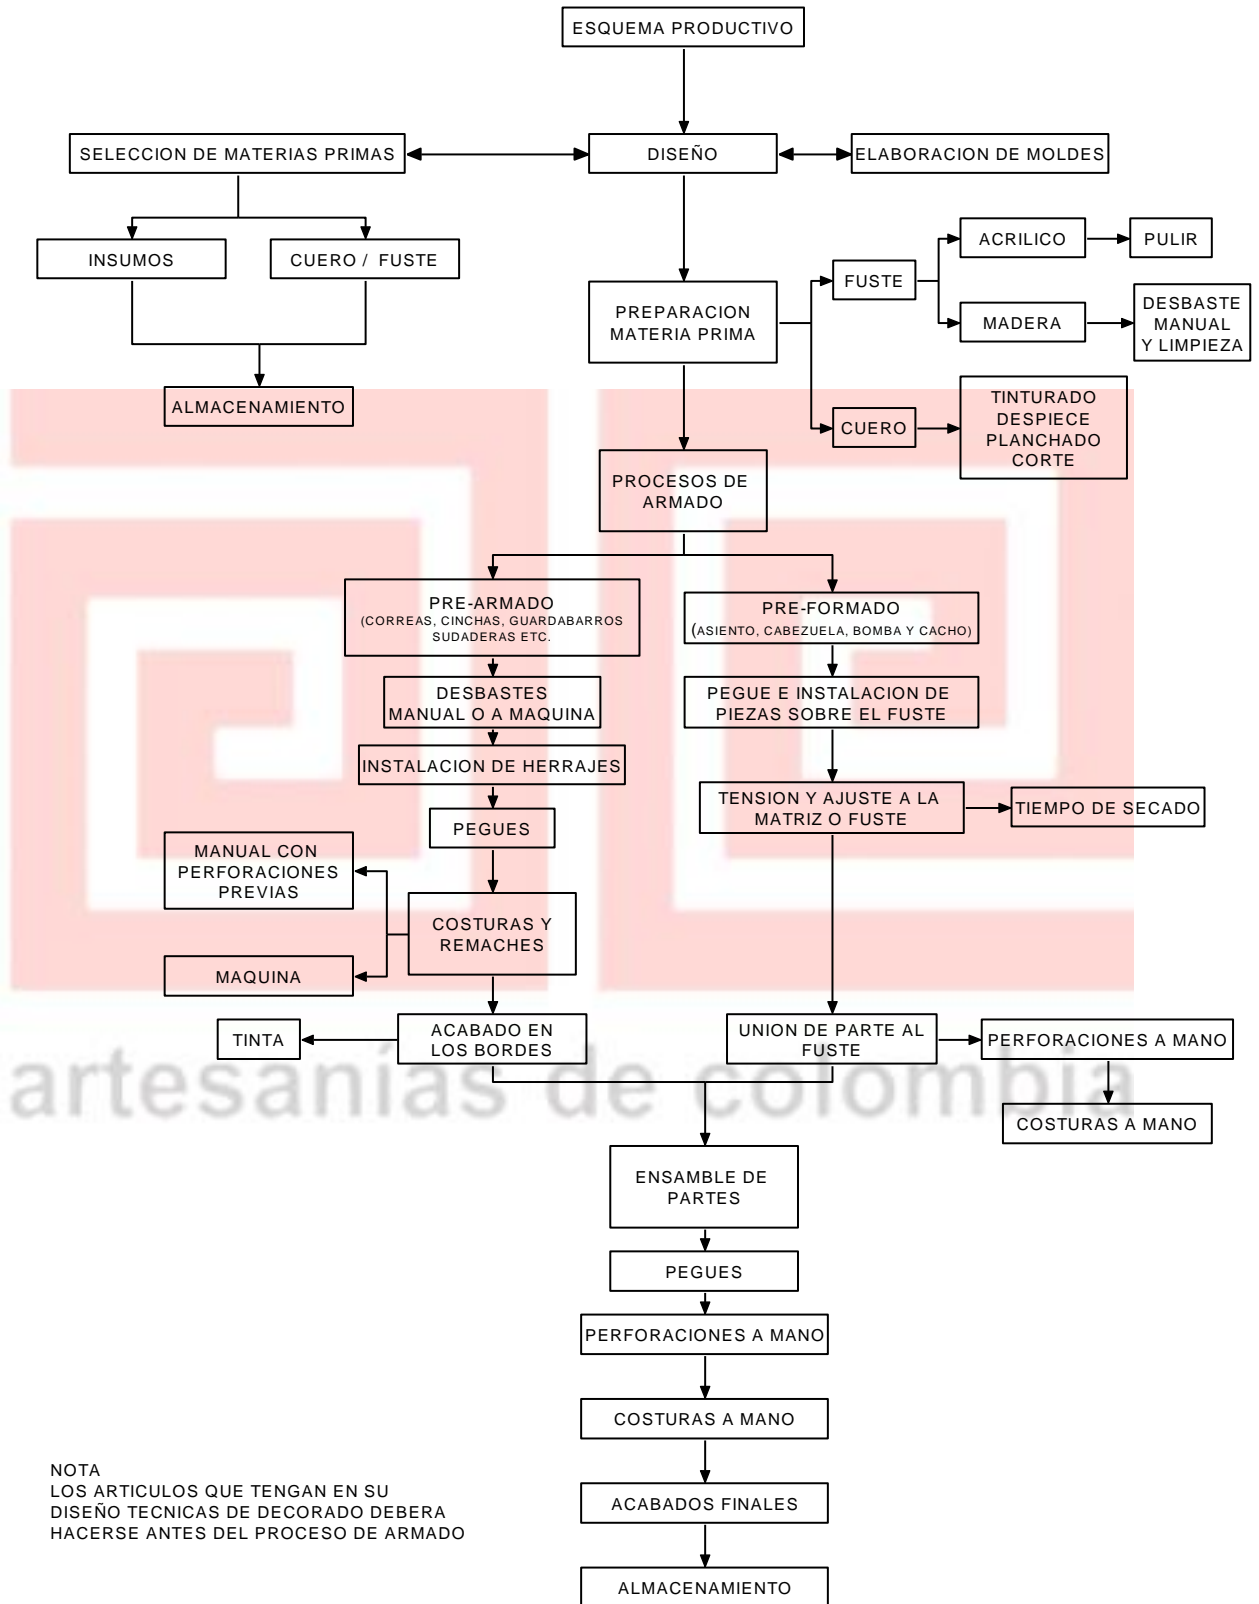 ESQUEMA PRODUCTIVO
SELECCION DE MATERIAS PRIMAS
DISEÑO
ELABORACION DE MOLDES
INSUMOS
CUERO / FUSTE
ALMACENAMIENTO
PREPARACION
MATERIA PRIMA
FUSTE
ACRILICO
PULIR
MADERA
DESBASTE
MANUAL
Y LIMPIEZA
CUERO
TINTURADO
DESPIECE
PLANCHADO
CORTE
PROCESOS DE
ARMADO
PRE-ARMADO
(CORREAS, CINCHAS, GUARDABARROS
SUDADERAS ETC.
DESBASTES
MANUAL O A MAQUINA
INSTALACION DE HERRAJES
PEGUES
COSTURAS Y
REMACHES
MANUAL CON
PERFORACIONES
PREVIAS
MAQUINA
ACABADO EN
LOS BORDES
TINTA
PRE-FORMADO
(ASIENTO, CABEZUELA, BOMBA Y CACHO)
PEGUE E INSTALACION DE
PIEZAS SOBRE EL FUSTE
TENSION Y AJUSTE A LA
MATRIZ O FUSTE
TIEMPO DE SECADO
UNION DE PARTE AL
FUSTE
PERFORACIONES A MANO
COSTURAS A MANO
artesanías de colombia
ENSAMBLE DE
PARTES
PEGUES
PERFORACIONES A MANO
COSTURAS A MANO
ACABADOS FINALES
ALMACENAMIENTO
NOTA
LOS ARTICULOS QUE TENGAN EN SU
DISEÑO TECNICAS DE DECORADO DEBERA
HACERSE ANTES DEL PROCESO DE ARMADO